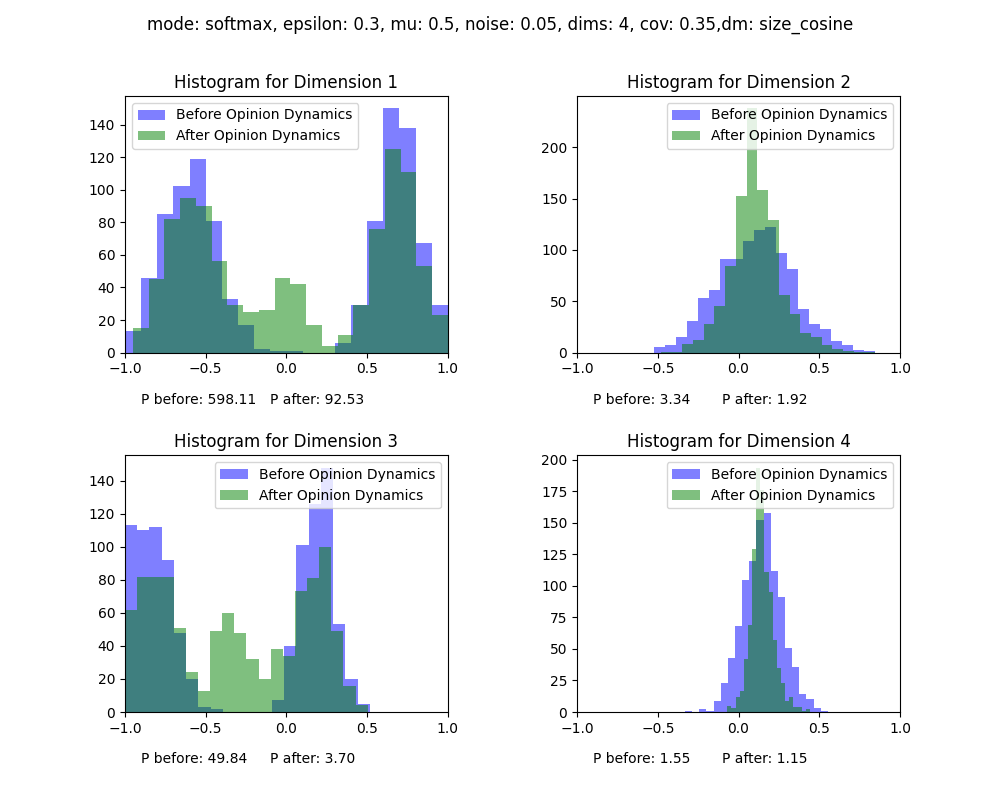 mode: softmax, epsilon: 0.3, mu: 0.5, noise: 0.05, dims: 4, cov: 0.35,dm: size_cosine
Histogram for Dimension 1
Before Opinion Dynamics
After Opinion Dynamics
140
120
100
80
60
40
20
0
−1.0 −0.5 0.0 0.5 1.0
P before: 598.11 P after: 92.53
Histogram for Dimension 2
Before Opinion Dynamics
After Opinion Dynamics
200
150
100
50
0
−1.0 −0.5 0.0 0.5 1.0
P before: 3.34 P after: 1.92
Histogram for Dimension 3
Before Opinion Dynamics
After Opinion Dynamics
140
120
100
80
60
40
20
0
−1.0 −0.5 0.0 0.5 1.0
P before: 49.84 P after: 3.70
Histogram for Dimension 4
Before Opinion Dynamics
After Opinion Dynamics
200
175
150
125
100
75
50
25
0
−1.0 −0.5 0.0 0.5 1.0
P before: 1.55 P after: 1.15